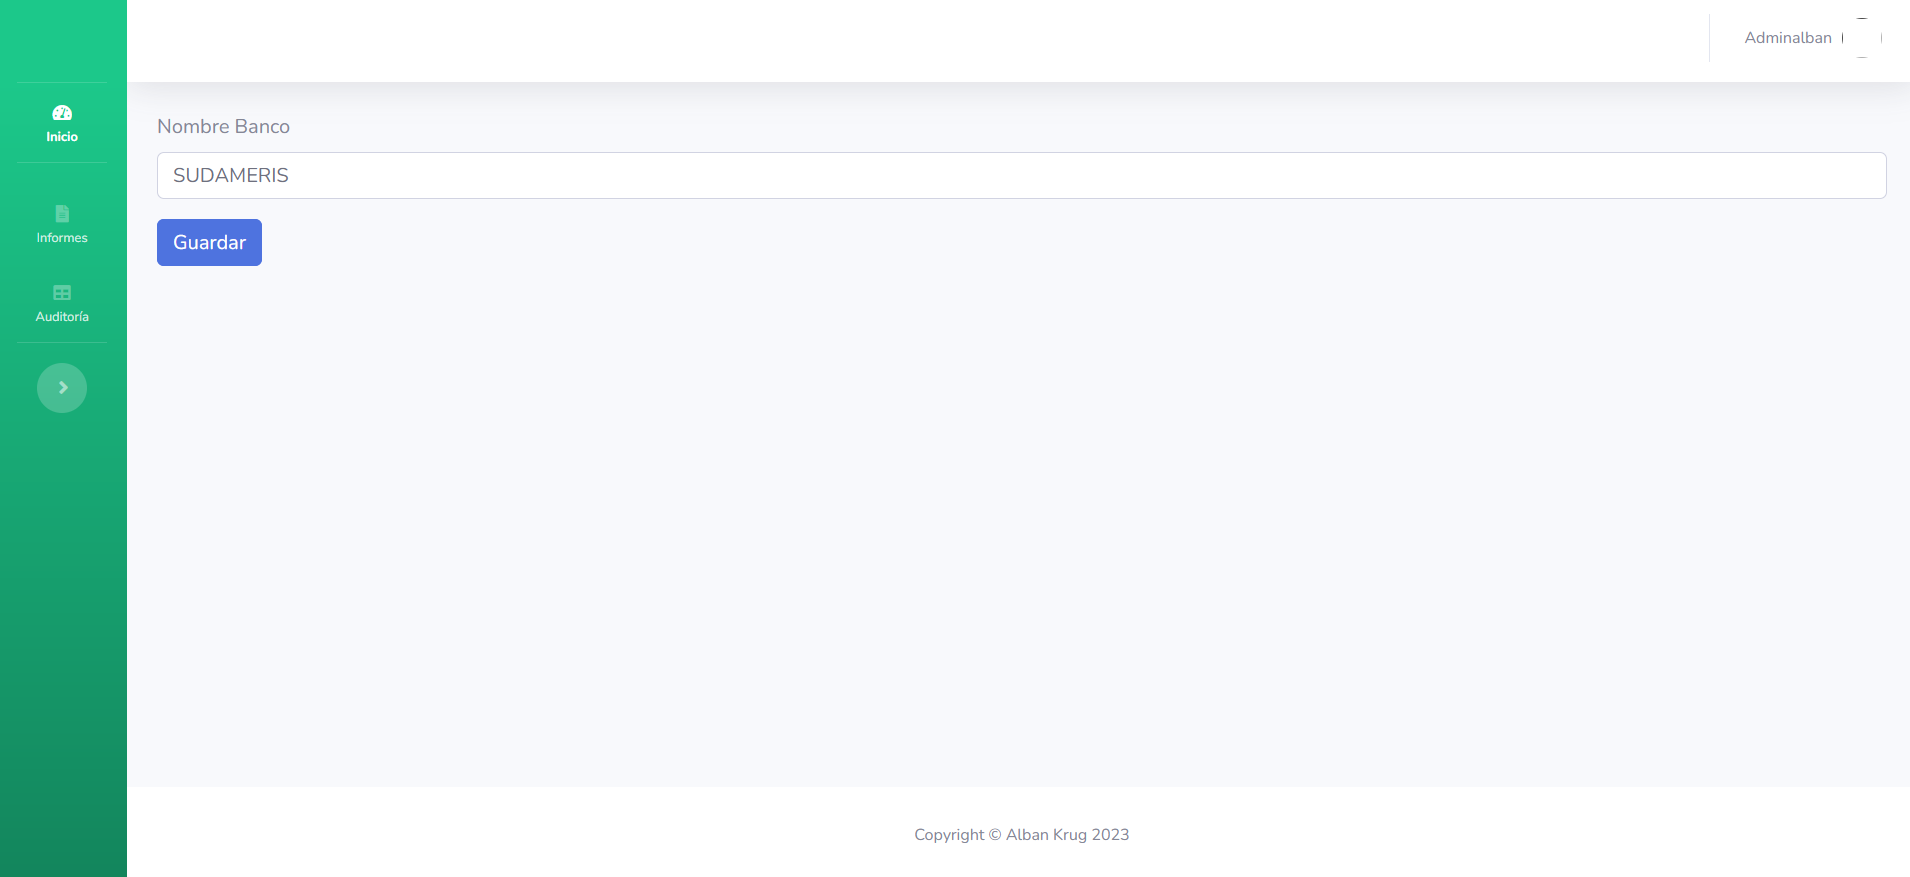 Adminalban
Inicio
Informes
Auditoría
Nombre Banco
SUDAMERIS
Guardar
Copyright © Alban Krug 2023